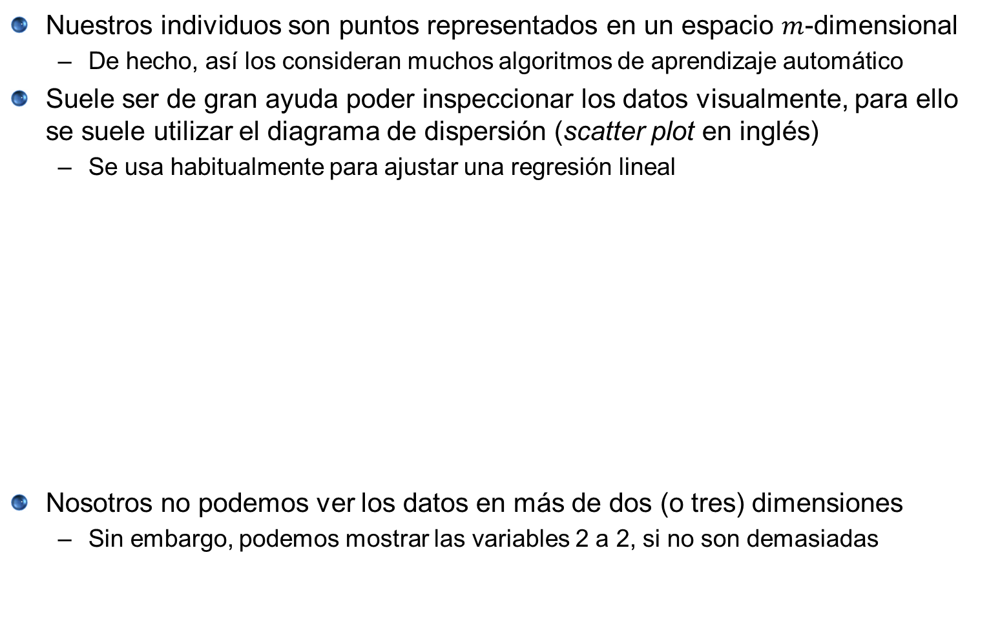 Nuestros individuos son puntos representados en un espacio m-dimensional
– De hecho, así los consideran muchos algoritmos de aprendizaje automático
Suele ser de gran ayuda poder inspeccionar los datos visualmente, para ello
se suele utilizar el diagrama de dispersión (scatter plot en inglés)
– Se usa habitualmente para ajustar una regresión lineal
Nosotros no podemos ver los datos en más de dos (o tres) dimensiones
– Sin embargo, podemos mostrar las variables 2 a 2, si no son demasiadas